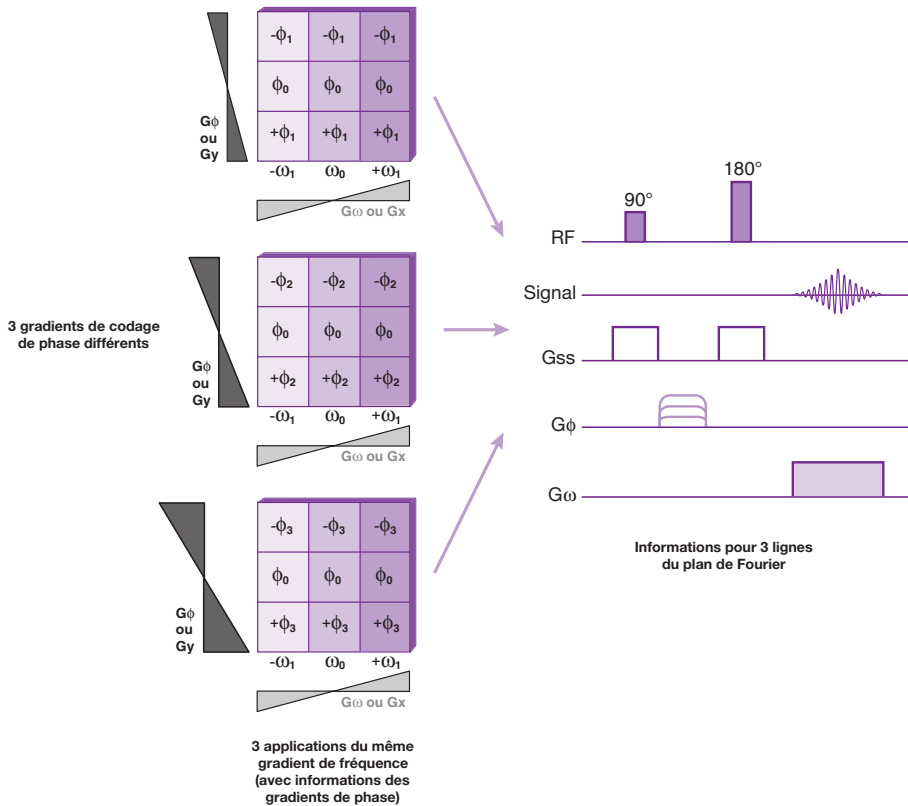 -ϕ₁ -ϕ₁ -ϕ₁
ϕ₀ ϕ₀ ϕ₀
+ϕ₁ +ϕ₁ +ϕ₁
Gϕ
ou
Gy
-ω₁ ω₀ +ω₁
Gω ou Gx
3 gradients de codage
de phase différents
-ϕ₂ -ϕ₂ -ϕ₂
ϕ₀ ϕ₀ ϕ₀
+ϕ₂ +ϕ₂ +ϕ₂
Gϕ
ou
Gy
-ω₁ ω₀ +ω₁
Gω ou Gx
-ϕ₃ -ϕ₃ -ϕ₃
ϕ₀ ϕ₀ ϕ₀
+ϕ₃ +ϕ₃ +ϕ₃
Gϕ
ou
Gy
-ω₁ ω₀ +ω₁
Gω ou Gx
3 applications du même
gradient de fréquence
(avec informations des
gradients de phase)
90° 180°
RF
Signal
Gss
Gϕ
Gω
Informations pour 3 lignes
du plan de Fourier